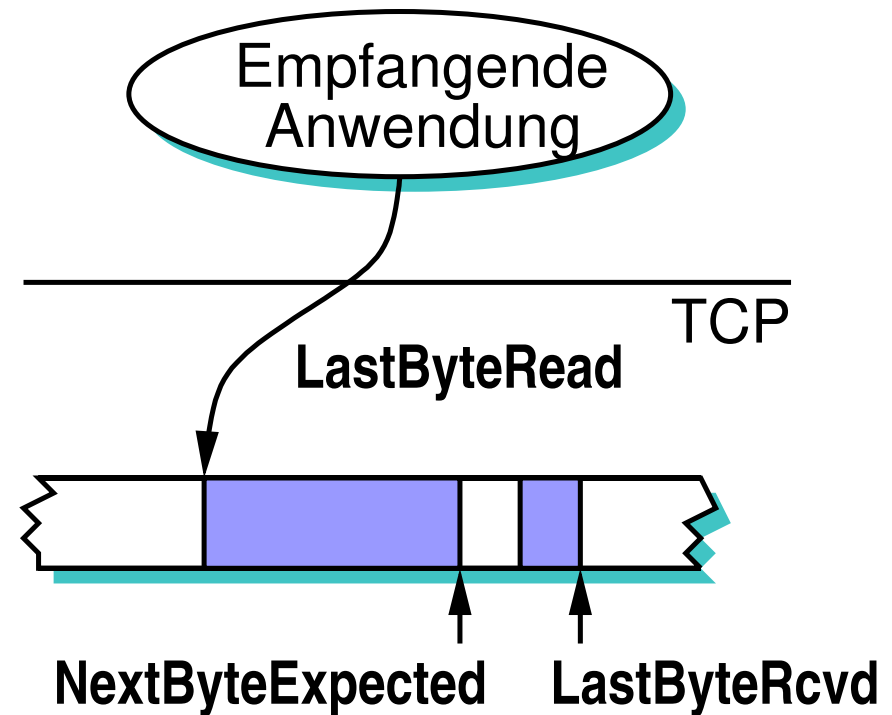 Empfangende
Anwendung
TCP
LastByteRead
NextByteExpected
LastByteRcvd